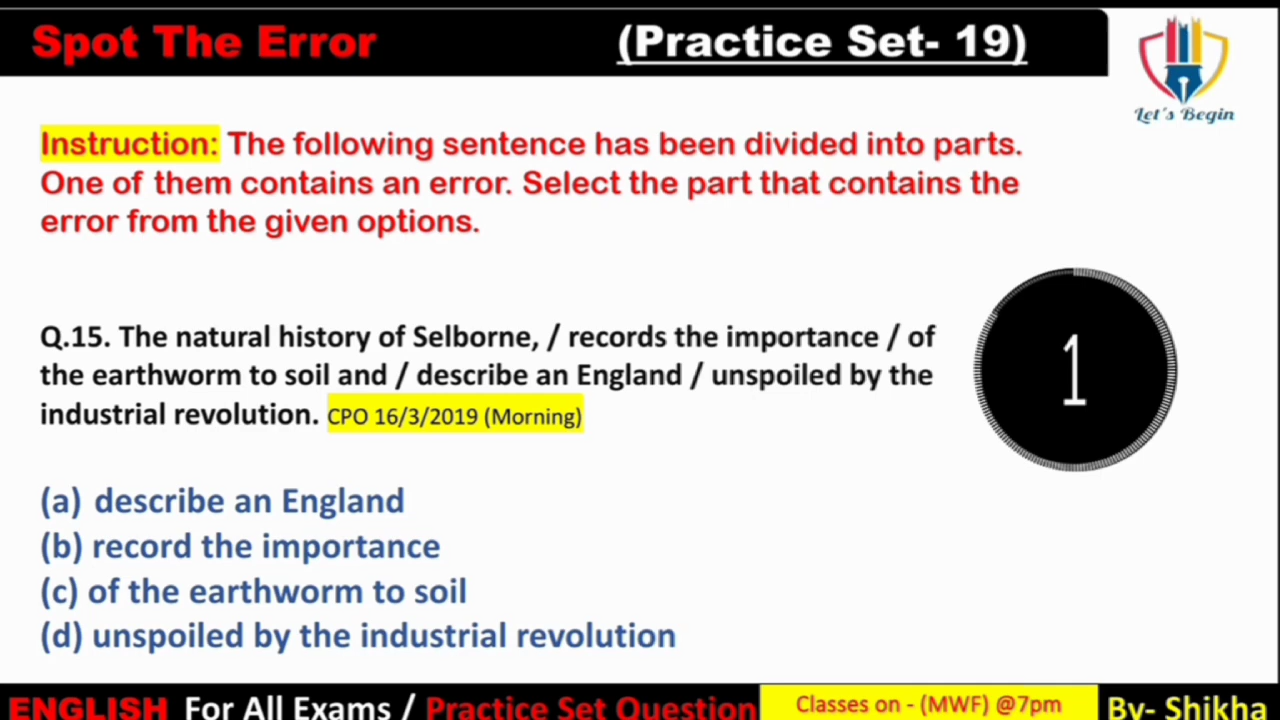 Spot The Error
(Practice Set- 19)
Let's Begin
Instruction: The following sentence has been divided into parts.
One of them contains an error. Select the part that contains the
error from the given options.
Q.15. The natural history of Selborne, / records the importance / of
the earthworm to soil and / describe an England / unspoiled by the
industrial revolution. CPO 16/3/2019 (Morning)
1
(a) describe an England
(b) record the importance
(c) of the earthworm to soil
(d) unspoiled by the industrial revolution
ENGLISH For All Exams / Practice Set Question
Classes on - (MWF) @7pm
By- Shikha